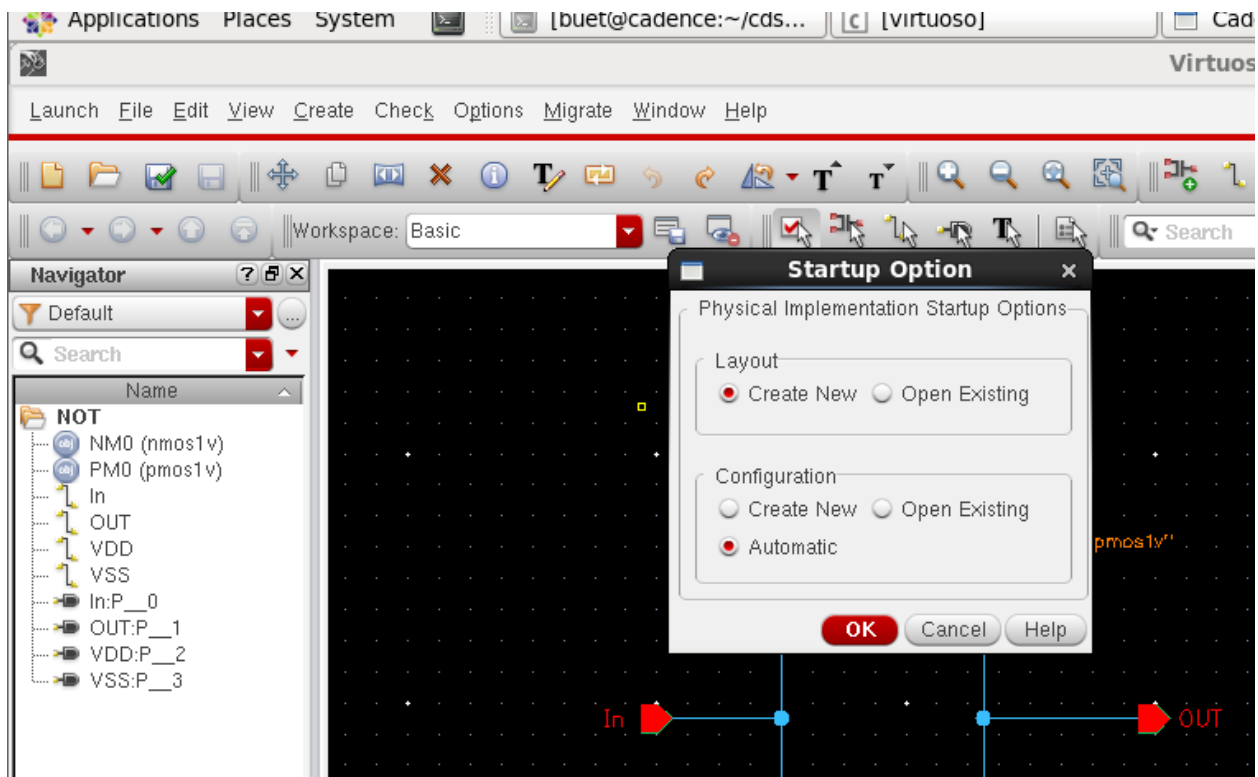 Applications Places System [buet@cadence:~/cds... [Virtuoso] Cad
Virtuos
Launch File Edit View Create Check Options Migrate Window Help
Workspace: Basic Search
Navigator
Default
Search
Name
NOT
NM0 (nmos1v)
PM0 (pmos1v)
In
OUT
VDD
VSS
In:P__0
OUT:P__1
VDD:P__2
VSS:P__3
Startup Option
Physical Implementation Startup Options
Layout
Create New Open Existing
Configuration
Create New Open Existing
Automatic
OK Cancel Help
pmos1v"
In OUT